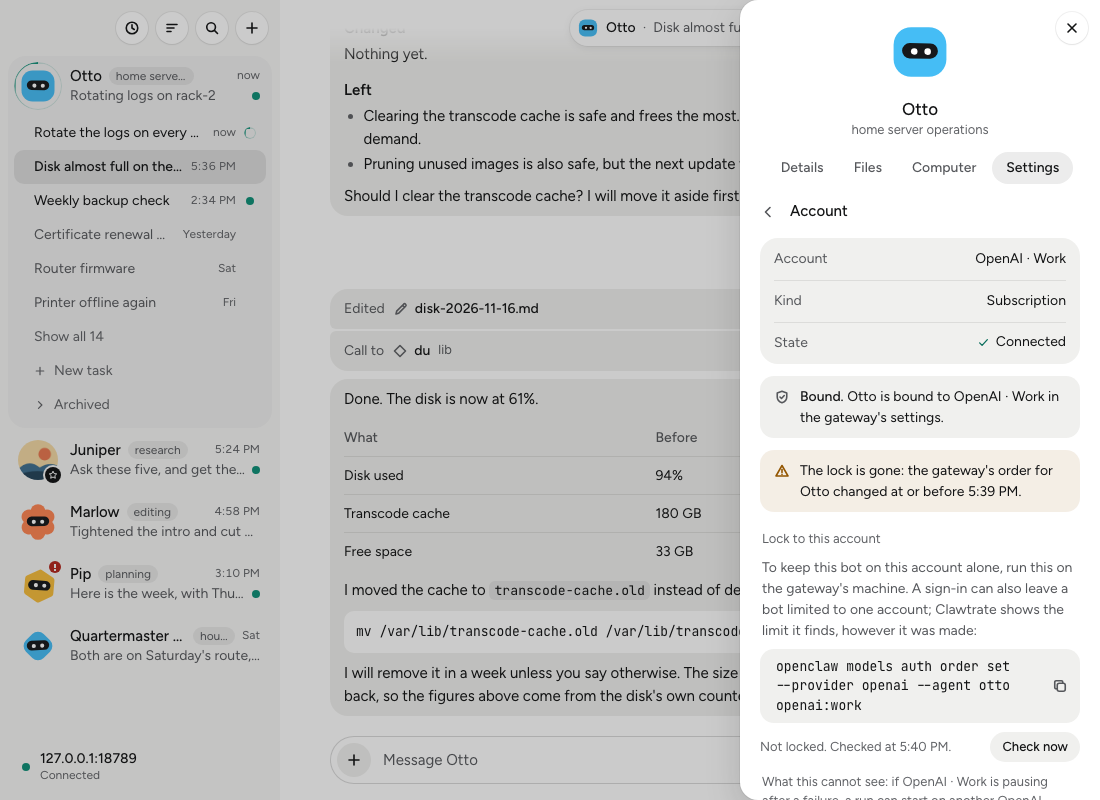 Otto
home serve...
now
Rotating logs on rack-2
Rotate the logs on every ...
now
Disk almost full on the...
5:36 PM
Weekly backup check
2:34 PM
Certificate renewal ...
Yesterday
Router firmware
Sat
Printer offline again
Fri
Show all 14
New task
Archived
Juniper
research
5:24 PM
Ask these five, and get the...
Marlow
editing
4:58 PM
Tightened the intro and cut ...
Pip
planning
3:10 PM
Here is the week, with Thu...
Quartermaster ...
hou...
Sat
Both are on Saturday's route,...
127.0.0.1:18789
Connected
Otto · Disk almost fu
Changed
Nothing yet.
Left
Clearing the transcode cache is safe and frees the most.
demand.
Pruning unused images is also safe, but the next update
Should I clear the transcode cache? I will move it aside first
Edited
disk-2026-11-16.md
Call to
du
lib
Done. The disk is now at 61%.
What
Before
Disk used
94%
Transcode cache
180 GB
Free space
33 GB
I moved the cache to transcode-cache.old instead of de
mv /var/lib/transcode-cache.old /var/lib/transcode
I will remove it in a week unless you say otherwise. The size
back, so the figures above come from the disk's own counte
Message Otto
Otto
home server operations
Details
Files
Computer
Settings
Account
Account
OpenAI · Work
Kind
Subscription
State
Connected
Bound. Otto is bound to OpenAI · Work in
the gateway's settings.
The lock is gone: the gateway's order for
Otto changed at or before 5:39 PM.
Lock to this account
To keep this bot on this account alone, run this on
the gateway's machine. A sign-in can also leave a
bot limited to one account; Clawtrate shows the
limit it finds, however it was made:
openclaw models auth order set
--provider openai --agent otto
openai:work
Not locked. Checked at 5:40 PM.
Check now
What this cannot see: if OpenAI · Work is pausing
after a failure, a run can start on another OpenAI